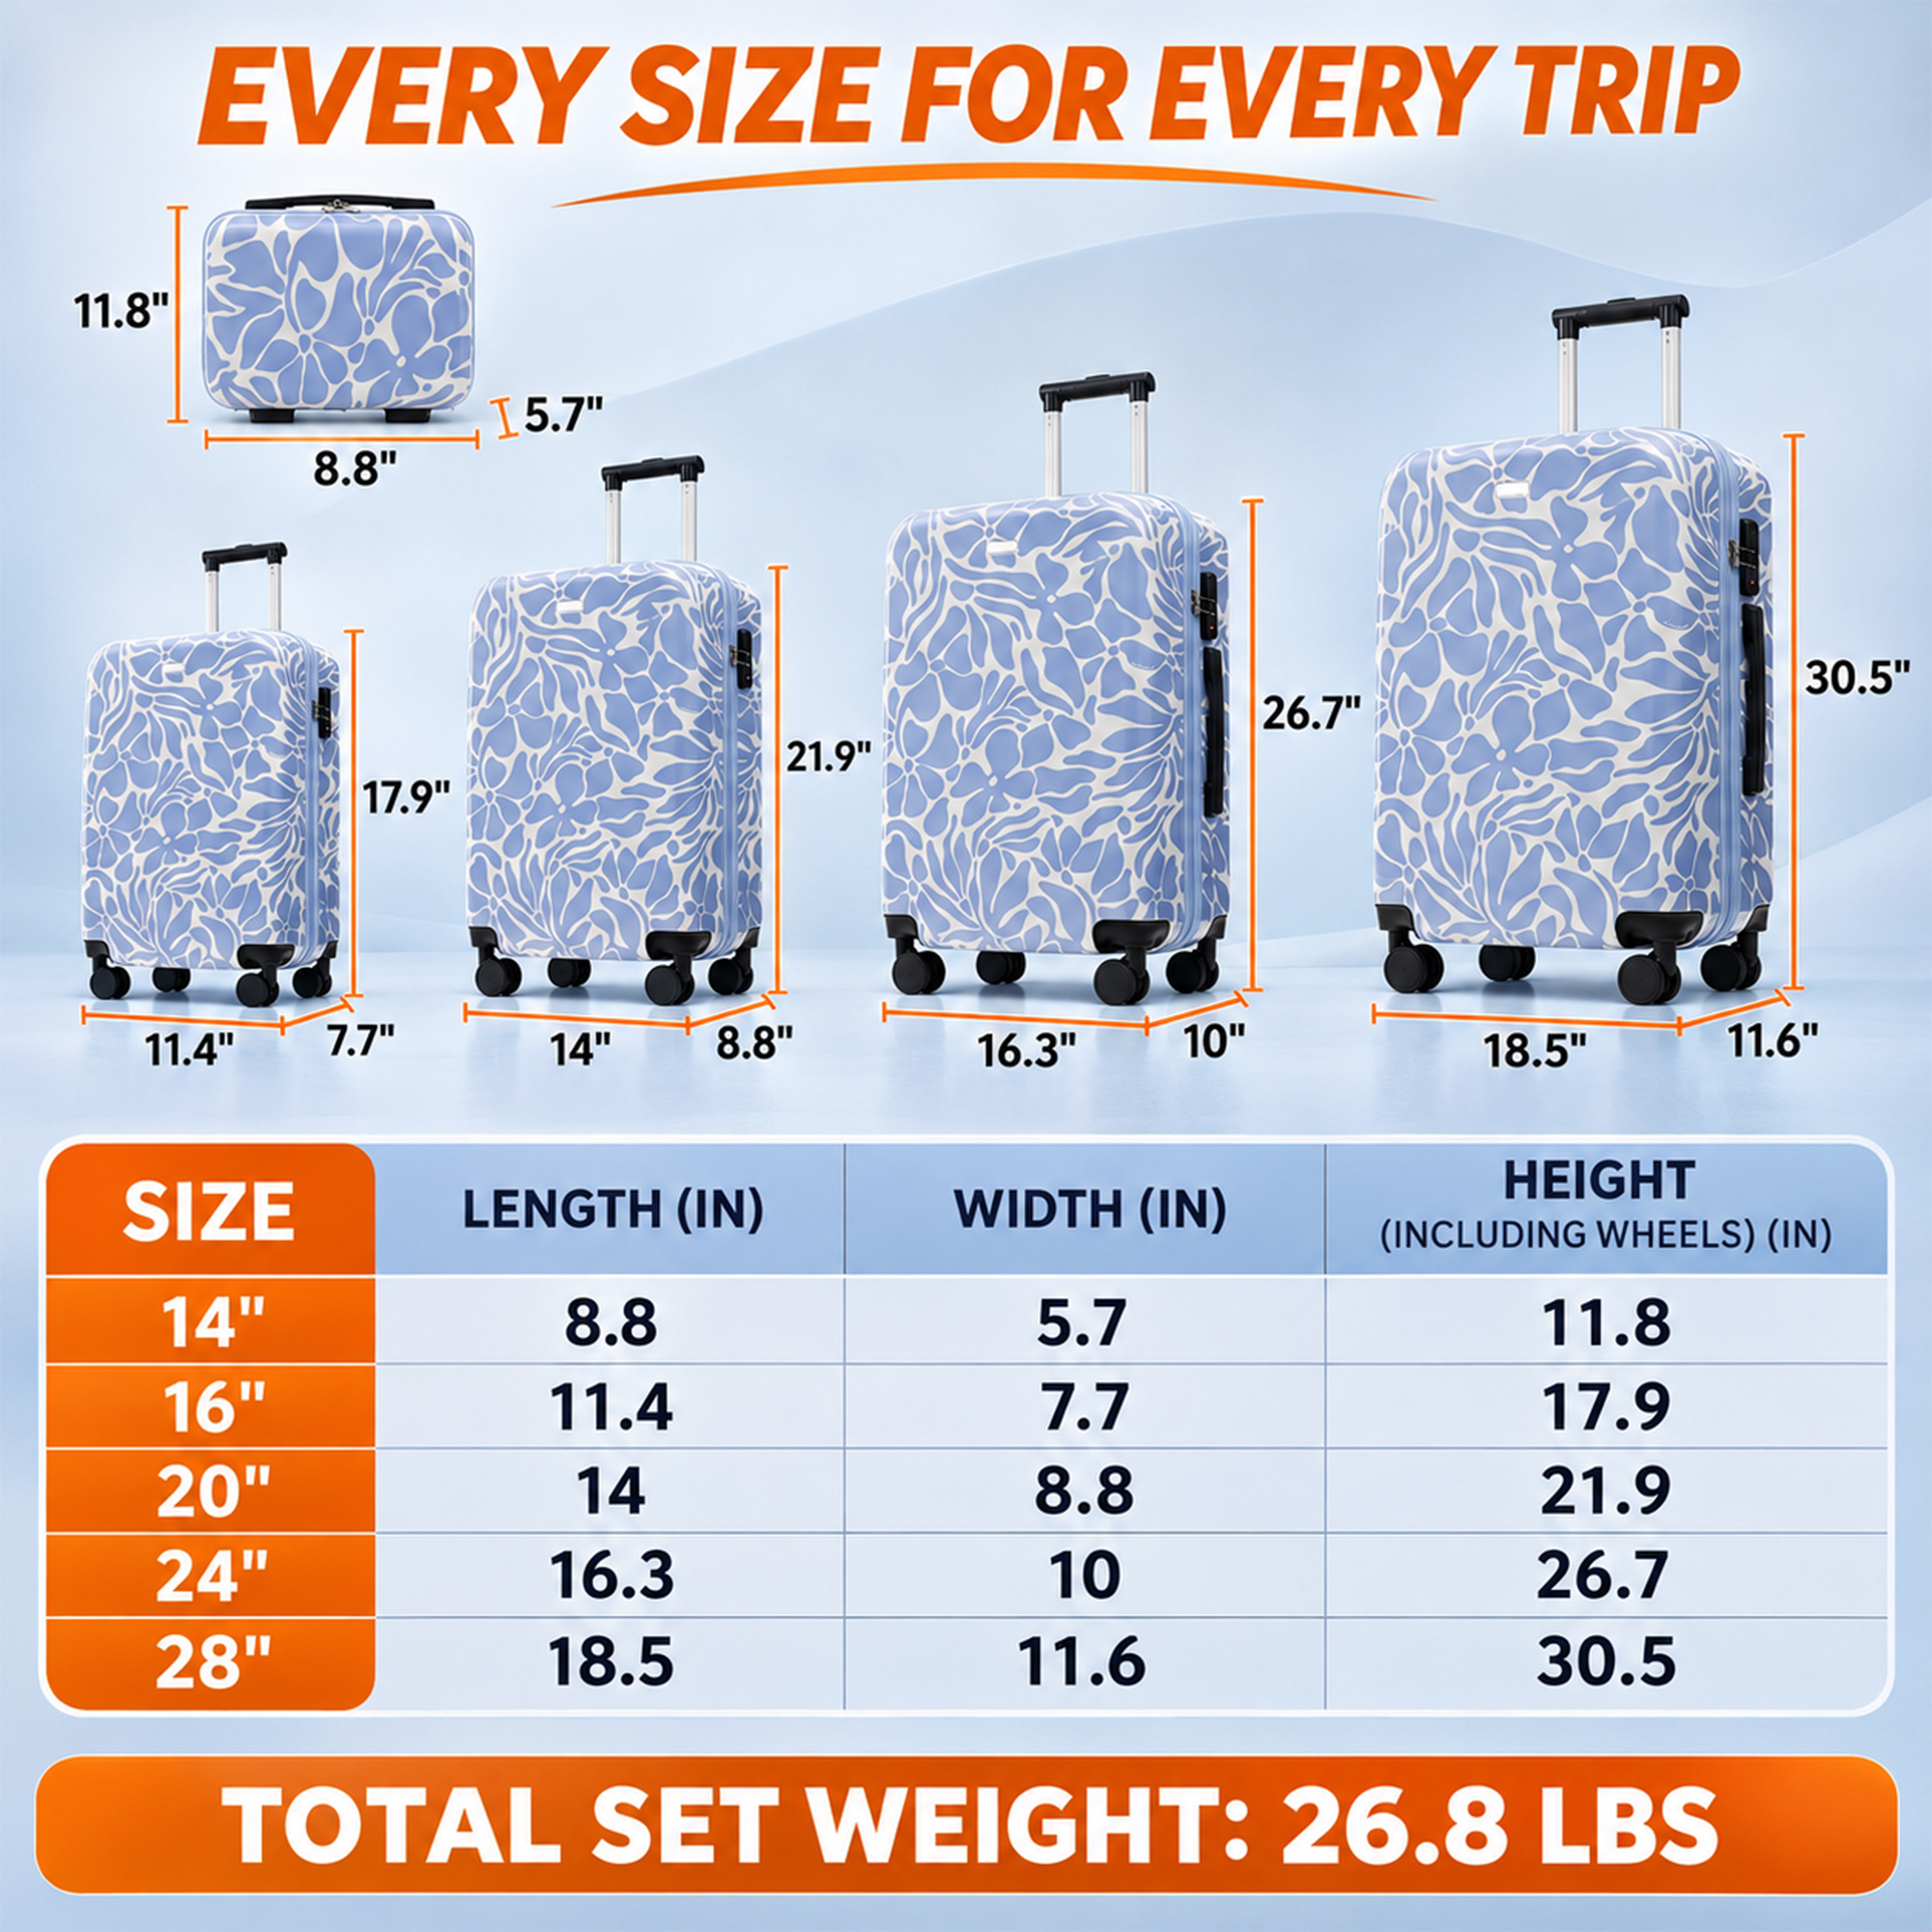 EVERY SIZE FOR EVERY TRIP
11.8"
5.7"
8.8"
17.9"
11.4"
7.7"
21.9"
14"
8.8"
26.7"
16.3"
10"
30.5"
18.5"
11.6"
SIZE LENGTH (IN) WIDTH (IN) HEIGHT (INCLUDING WHEELS) (IN)
14" 8.8 5.7 11.8
16" 11.4 7.7 17.9
20" 14 8.8 21.9
24" 16.3 10 26.7
28" 18.5 11.6 30.5
TOTAL SET WEIGHT: 26.8 LBS